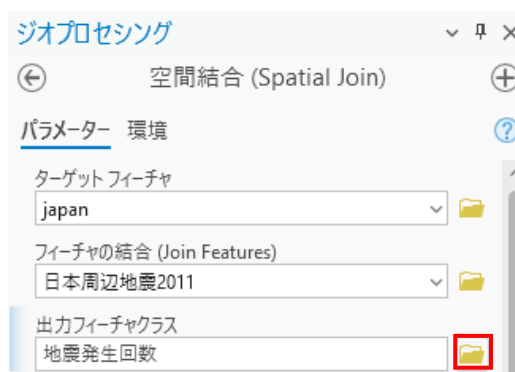 ジオプロセシング
空間結合 (Spatial Join)
パラメーター 環境
ターゲット フィーチャ
japan
フィーチャの結合 (Join Features)
日本周辺地震2011
出力フィーチャクラス
地震発生回数